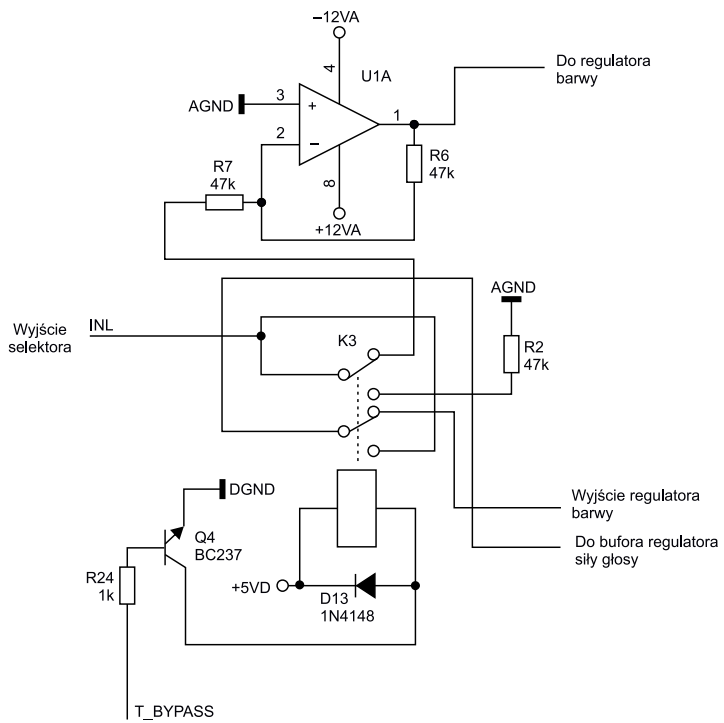 –12VA
4
U1A
Do regulatora
barwy
3
+
1
AGND
2
–
R7
47k
R6
47k
8
+12VA
AGND
INL
Wyjście
selektora
K3
R2
47k
DGND
Wyjście regulatora
barwy
Q4
BC237
Do bufora regulatora
siły głosy
R24
1k
+5VD
D13
1N4148
T_BYPASS